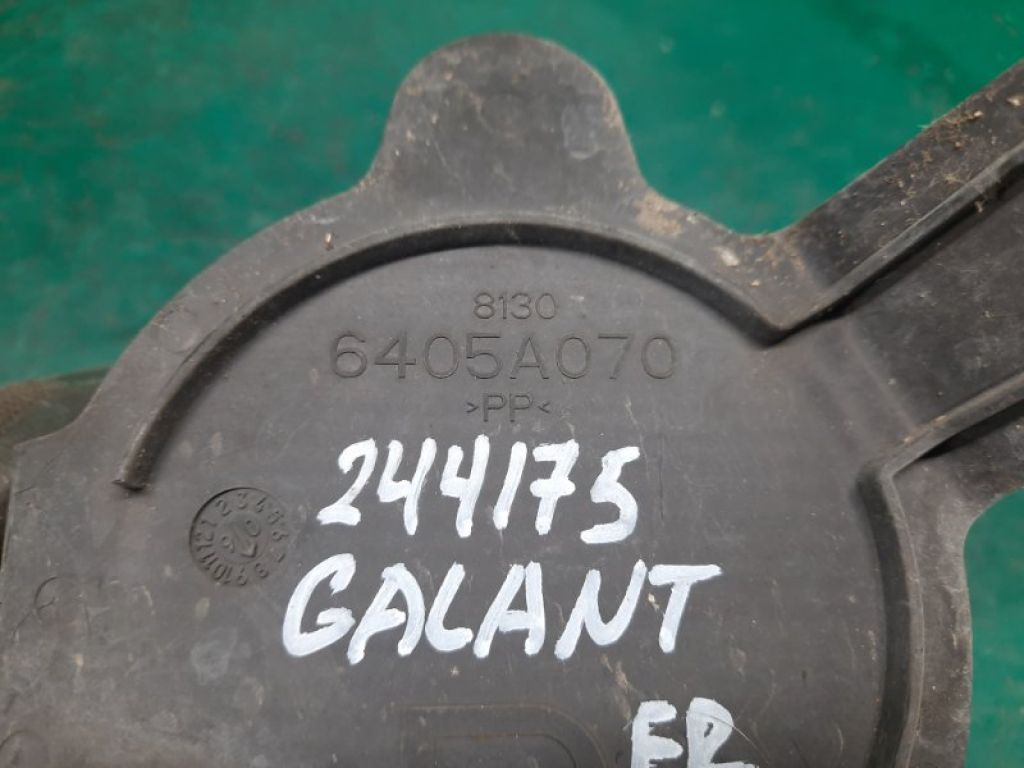 8130
6405A070
>PP<
244175
GALANT
FR